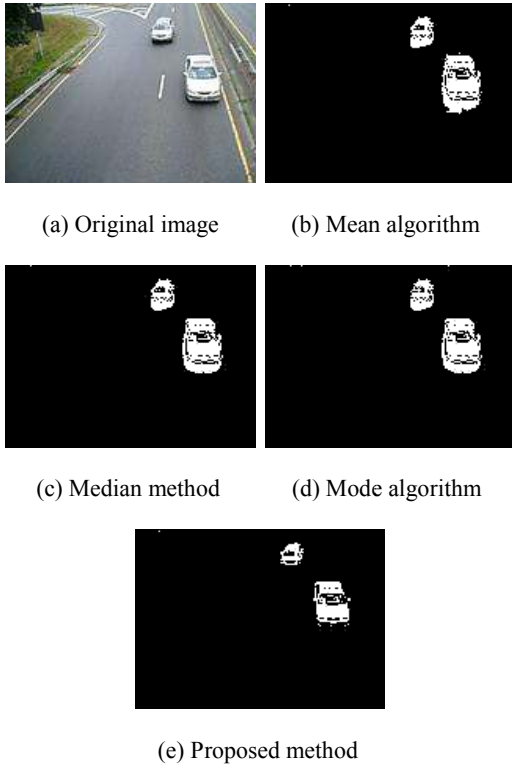 (a) Original image
(b) Mean algorithm
(c) Median method
(d) Mode algorithm
(e) Proposed method